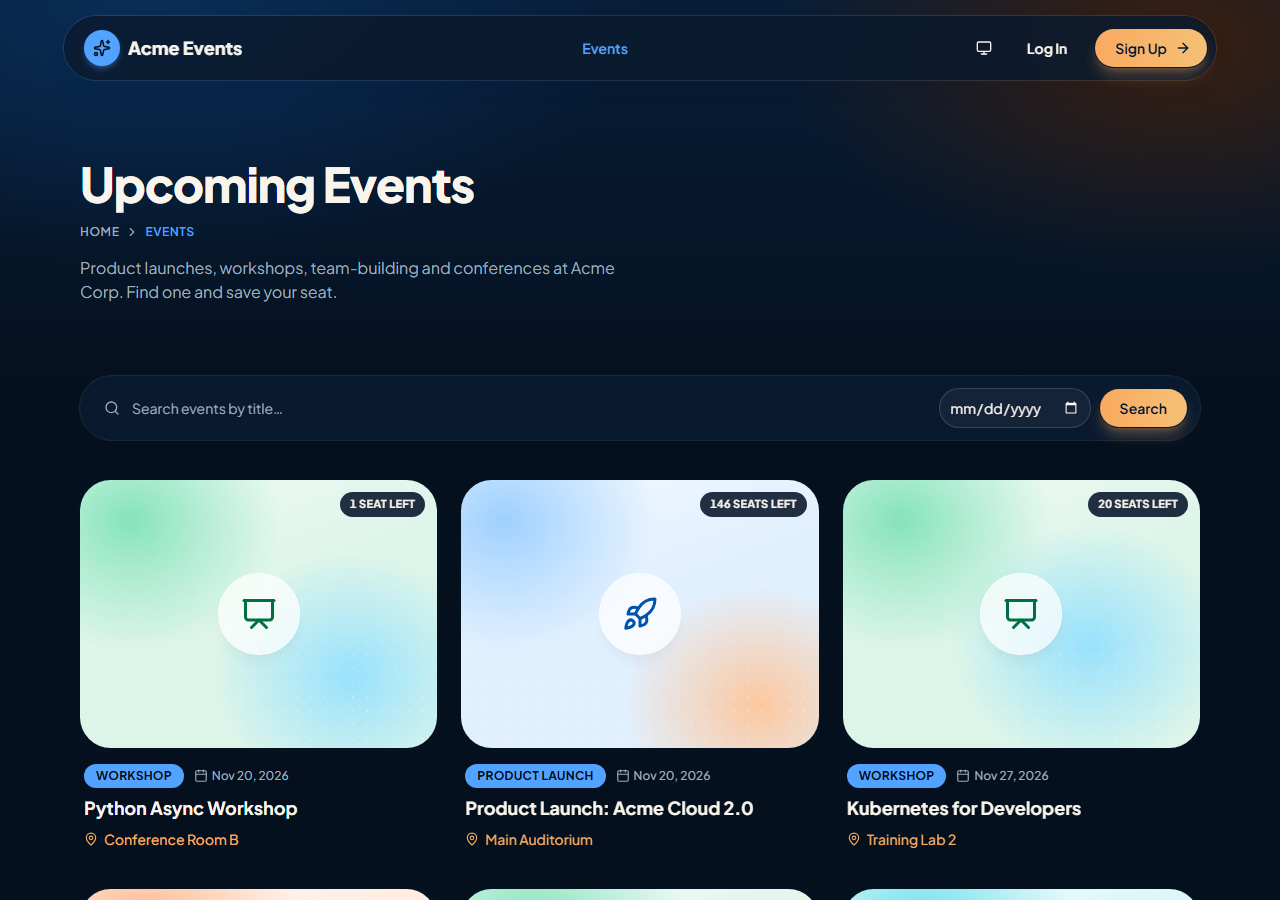 Acme Events
Events
Log In
Sign Up
Upcoming Events
HOME
EVENTS
Product launches, workshops, team-building and conferences at Acme
Corp. Find one and save your seat.
Search events by title...
mm/dd/yyyy
Search
1 SEAT LEFT
146 SEATS LEFT
20 SEATS LEFT
WORKSHOP
Nov 20, 2026
PRODUCT LAUNCH
Nov 20, 2026
WORKSHOP
Nov 27, 2026
Python Async Workshop
Product Launch: Acme Cloud 2.0
Kubernetes for Developers
Conference Room B
Main Auditorium
Training Lab 2